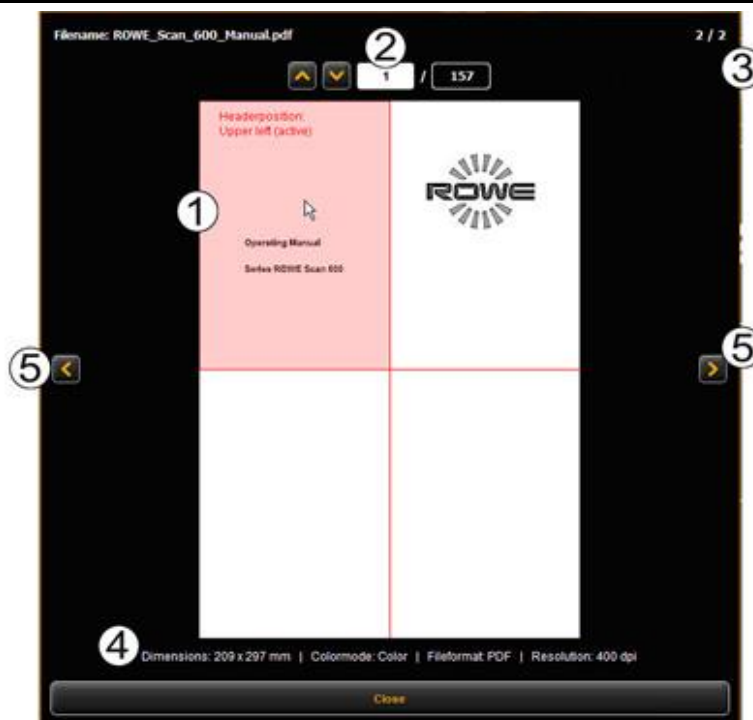 Filename: ROWE_Scan_600_Manual.pdf
2 / 2
2
1 / 157
3
Headerposition:
Upper left (active)
ROWE
1
Operating Manual
Series ROWE Scan 600
5
5
4
Dimensions: 209 x 297 mm | Colormode: Color | Fileformat: PDF | Resolution: 400 dpi
Close